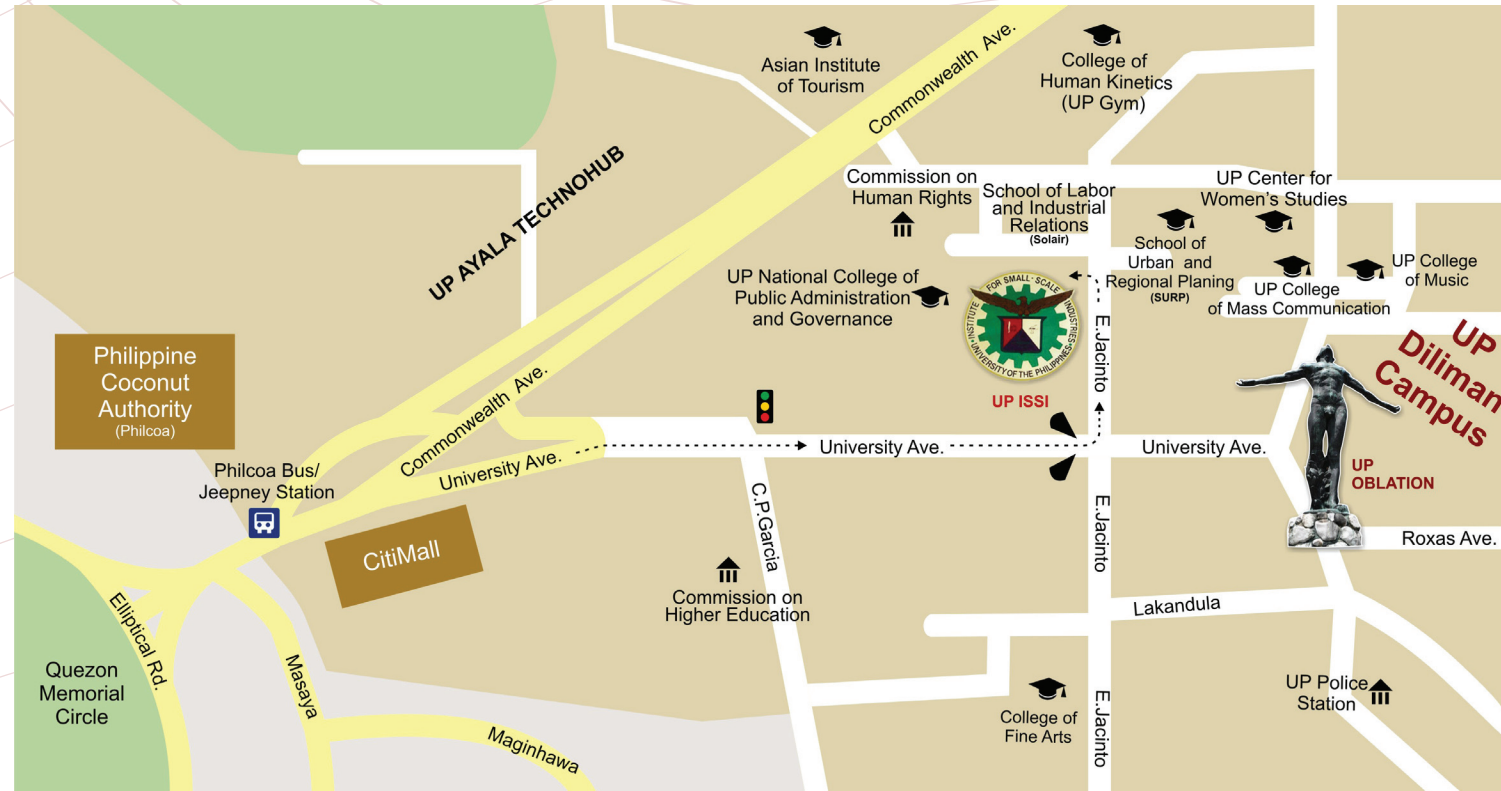 Asian Institute
of Tourism
Commonwealth Ave.
College of
Human Kinetics
(UP Gym)
UP AYALA TECHNOHUB
Commission on
Human Rights
School of Labor
and Industrial
Relations
(Solair)
UP Center for
Women's Studies
School of
Urban and
Regional Planing
(SURP)
UP College
of Mass Communication
UP College
of Music
UP National College of
Public Administration
and Governance
INSTITUTE FOR SMALL-SCALE INDUSTRIES
UNIVERSITY OF THE PHILIPPINES
UP ISSI
E.Jacinto
UP
Diliman
Campus
Philippine
Coconut
Authority
(Philcoa)
Commonwealth Ave.
University Ave.
University Ave.
University Ave.
UP
OBLATION
Philcoa Bus/
Jeepney Station
CitiMall
C.P.Garcia
E.Jacinto
Roxas Ave.
Commission on
Higher Education
Lakandula
Elliptical Rd.
Quezon
Memorial
Circle
Masaya
Maginhawa
College of
Fine Arts
E.Jacinto
UP Police
Station